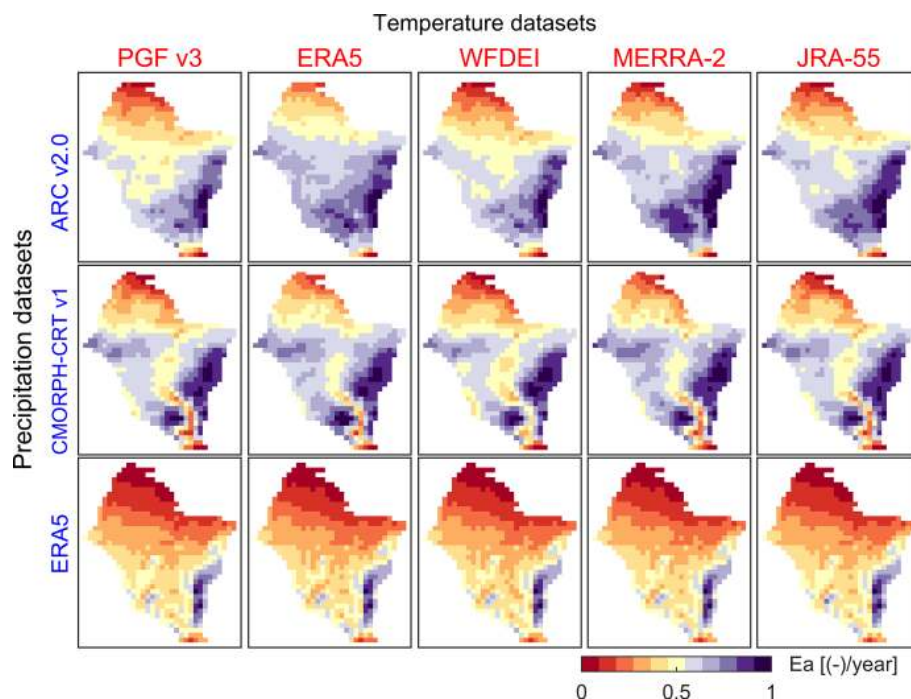 Temperature datasets
PGF v3 ERA5 WFDEI MERRA-2 JRA-55
Precipitation datasets
ARC v2.0
CMORPH-CRT v1
ERA5
Ea [(-)/year]
0 0.5 1